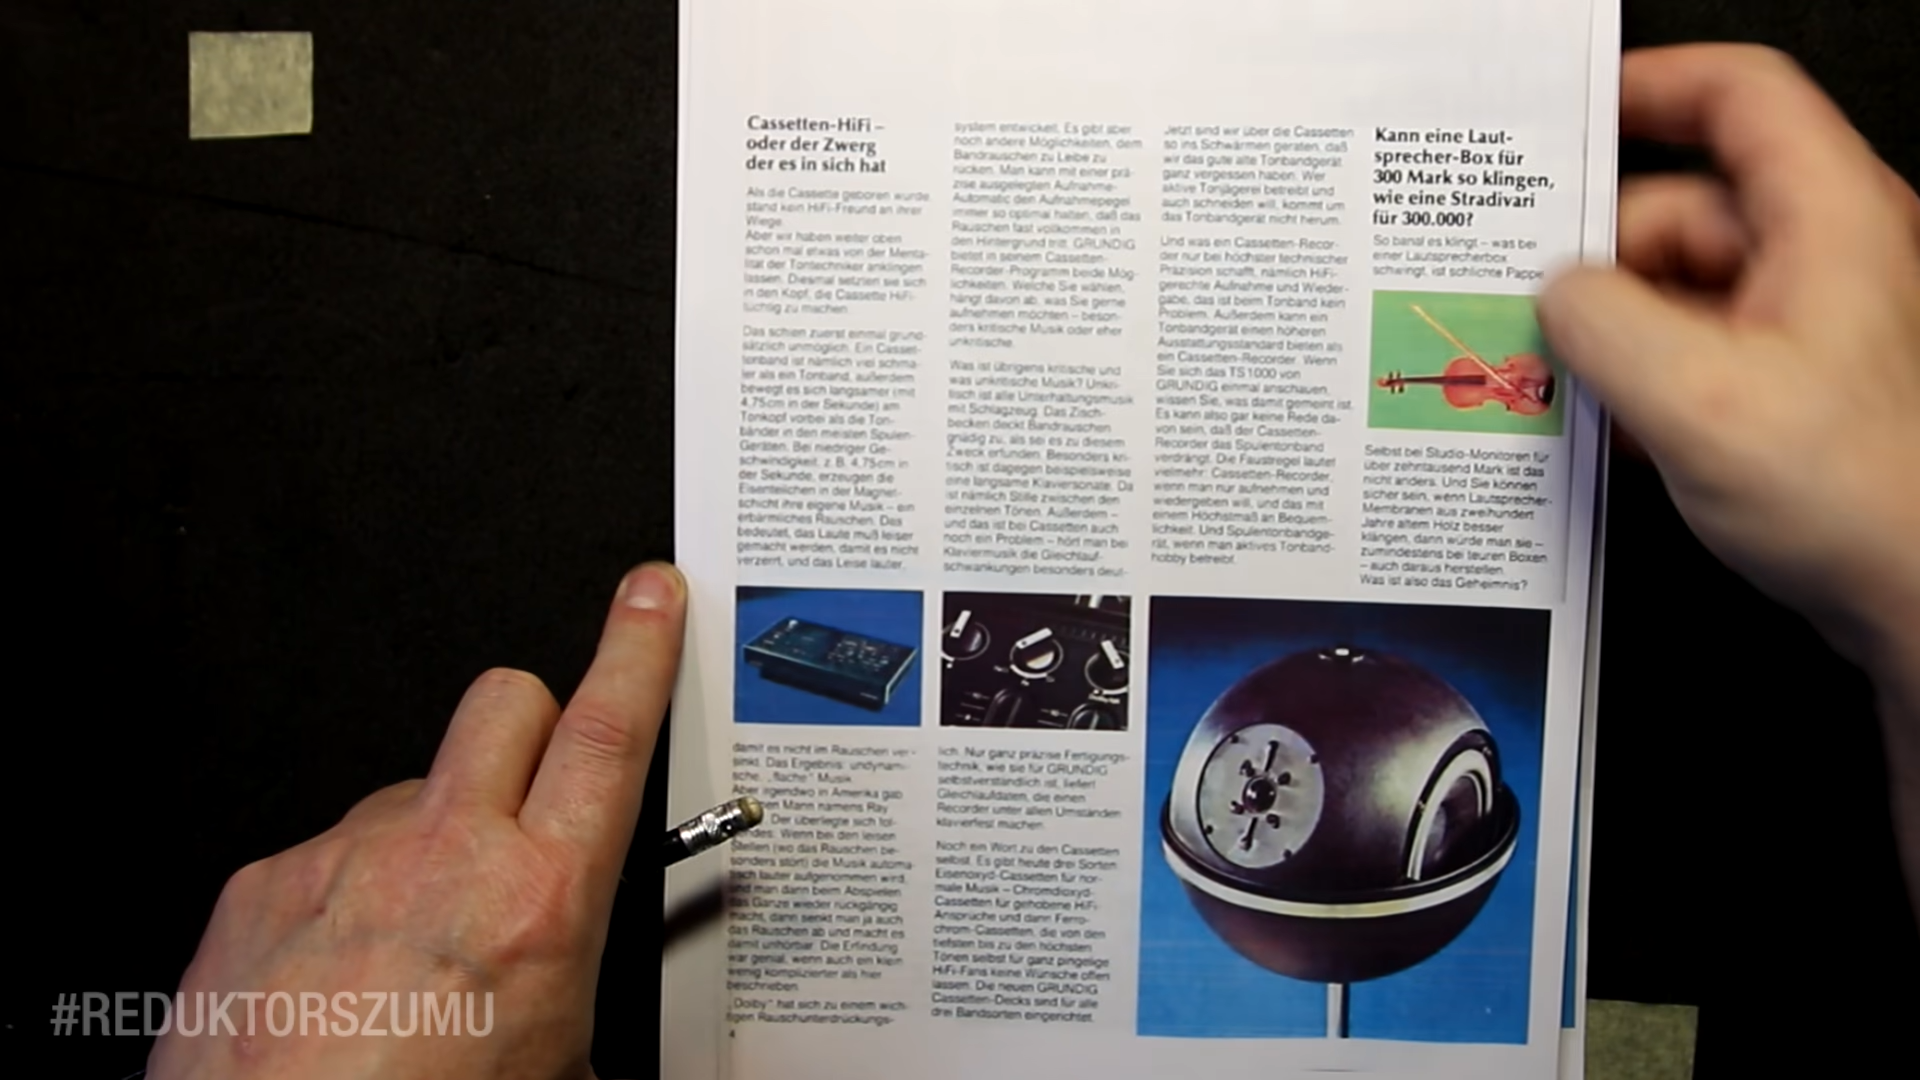 Cassetten-HiFi –
oder der Zwerg
der es in sich hat
Als die Cassette geboren wurde,
stand kein HiFi-Freund an ihrer
Wiege.
Aber wir haben weiter oben
schon mal etwas von der Menta-
lität der Tontechniker anklingen
lassen. Diesmal setzten sie sich
in den Kopf, die Cassette HiFi-
tüchtig zu machen.
Das schien zuerst einmal grund-
sätzlich unmöglich. Ein Casset-
tonband ist nämlich viel schma-
ler als ein Tonband, außerdem
bewegt es sich langsamer (mit
4,75cm in der Sekunde) am
Tonkopf vorbei als die Ton-
bänder in den meisten Spulen-
Geräten. Bei niedriger Ge-
schwindigkeit, z.B. 4,75cm in
der Sekunde, erzeugen die
Eisenteilchen in der Magnet-
schicht ihre eigene Musik – ein
erbärmliches Rauschen. Das
bedeutet, das Laute muß leiser
gemacht werden, damit es nicht
verzerrt, und das Leise lauter,
damit es nicht im Rauschen ver-
sinkt. Das Ergebnis: undynami-
sche, „flache" Musik.
Aber irgendwo in Amerika gab
en Mann namens Ray
Der überlegte sich fol-
endes: Wenn bei den leisen
Stellen (wo das Rauschen be-
sonders stört) die Musik automa-
tisch lauter aufgenommen wird,
und man dann beim Abspielen
das Ganze wieder rückgängig
macht, dann senkt man ja auch
das Rauschen ab und macht es
damit unhörbar. Die Erfindung
war genial, wenn auch ein klein
wenig komplizierter als hier
beschrieben.
„Dolby" hat sich zu einem wich-
tigen Rauschunterdrückungs-
4
system entwickelt. Es gibt aber
noch andere Möglichkeiten, dem
Bandrauschen zu Leibe zu
rücken. Man kann mit einer prä-
zise ausgelegten Aufnahme-
Automatic den Aufnahmepegel
immer so optimal halten, daß das
Rauschen fast vollkommen in
den Hintergrund tritt. GRUNDIG
bietet in seinem Cassetten-
Recorder-Programm beide Mög-
lichkeiten. Welche Sie wählen,
hängt davon ab, was Sie gerne
aufnehmen möchten – beson-
ders kritische Musik oder eher
unkritische.
Was ist übrigens kritische und
was unkritische Musik? Unkri-
tisch ist alle Unterhaltungsmusik
mit Schlagzeug. Das Zisch-
becken deckt Bandrauschen
gnädig zu, als sei es zu diesem
Zweck erfunden. Besonders kri-
tisch ist dagegen beispielsweise
eine langsame Klaviersonate. Da
ist nämlich Stille zwischen den
einzelnen Tönen. Außerdem –
und das ist bei Cassetten auch
noch ein Problem – hört man bei
Klaviermusik die Gleichlauf-
schwankungen besonders deut-
lich. Nur ganz präzise Fertigungs-
technik, wie sie für GRUNDIG
selbstverständlich ist, liefert
Gleichlaufdaten, die einen
Recorder unter allen Umständen
klavierfest machen.
Noch ein Wort zu den Cassetten
selbst. Es gibt heute drei Sorten
Eisenoxyd-Cassetten für nor-
male Musik – Chromdioxyd-
Cassetten für gehobene HiFi-
Ansprüche und dann Ferro-
chrom-Cassetten, die von den
tiefsten bis zu den höchsten
Tönen selbst für ganz pingelige
HiFi-Fans keine Wünsche offen
lassen. Die neuen GRUNDIG
Cassetten-Decks sind für alle
drei Bandsorten eingerichtet.
Jetzt sind wir über die Cassetten
so ins Schwärmen geraten, daß
wir das gute alte Tonbandgerät
ganz vergessen haben. Wer
aktive Tonjägerei betreibt und
auch schneiden will, kommt um
das Tonbandgerät nicht herum.
Und was ein Cassetten-Recor-
der nur bei höchster technischer
Präzision schafft, nämlich HiFi-
gerechte Aufnahme und Wieder-
gabe, das ist beim Tonband kein
Problem. Außerdem kann ein
Tonbandgerät einen höheren
Ausstattungsstandard bieten als
ein Cassetten-Recorder. Wenn
Sie sich das TS1000 von
GRUNDIG einmal anschauen,
wissen Sie, was damit gemeint ist.
Es kann also gar keine Rede da-
von sein, daß der Cassetten-
Recorder das Spulentonband
verdrängt. Die Faustregel lautet
vielmehr: Cassetten-Recorder,
wenn man nur aufnehmen und
wiedergeben will, und das mit
einem Höchstmaß an Bequem-
lichkeit. Und Spulentonbandge-
rät, wenn man aktives Tonband-
hobby betreibt.
Kann eine Laut-
sprecher-Box für
300 Mark so klingen,
wie eine Stradivari
für 300.000?
So banal es klingt – was bei
einer Lautsprecherbox
schwingt, ist schlichte Pappe.
Selbst bei Studio-Monitoren für
über zehntausend Mark ist das
nicht anders. Und Sie können
sicher sein, wenn Lautsprecher-
Membranen aus zweihundert
Jahre altem Holz besser
klängen, dann würde man sie –
zumindestens bei teuren Boxen
– auch daraus herstellen.
Was ist also das Geheimnis?
#REDUKTORSZUMU